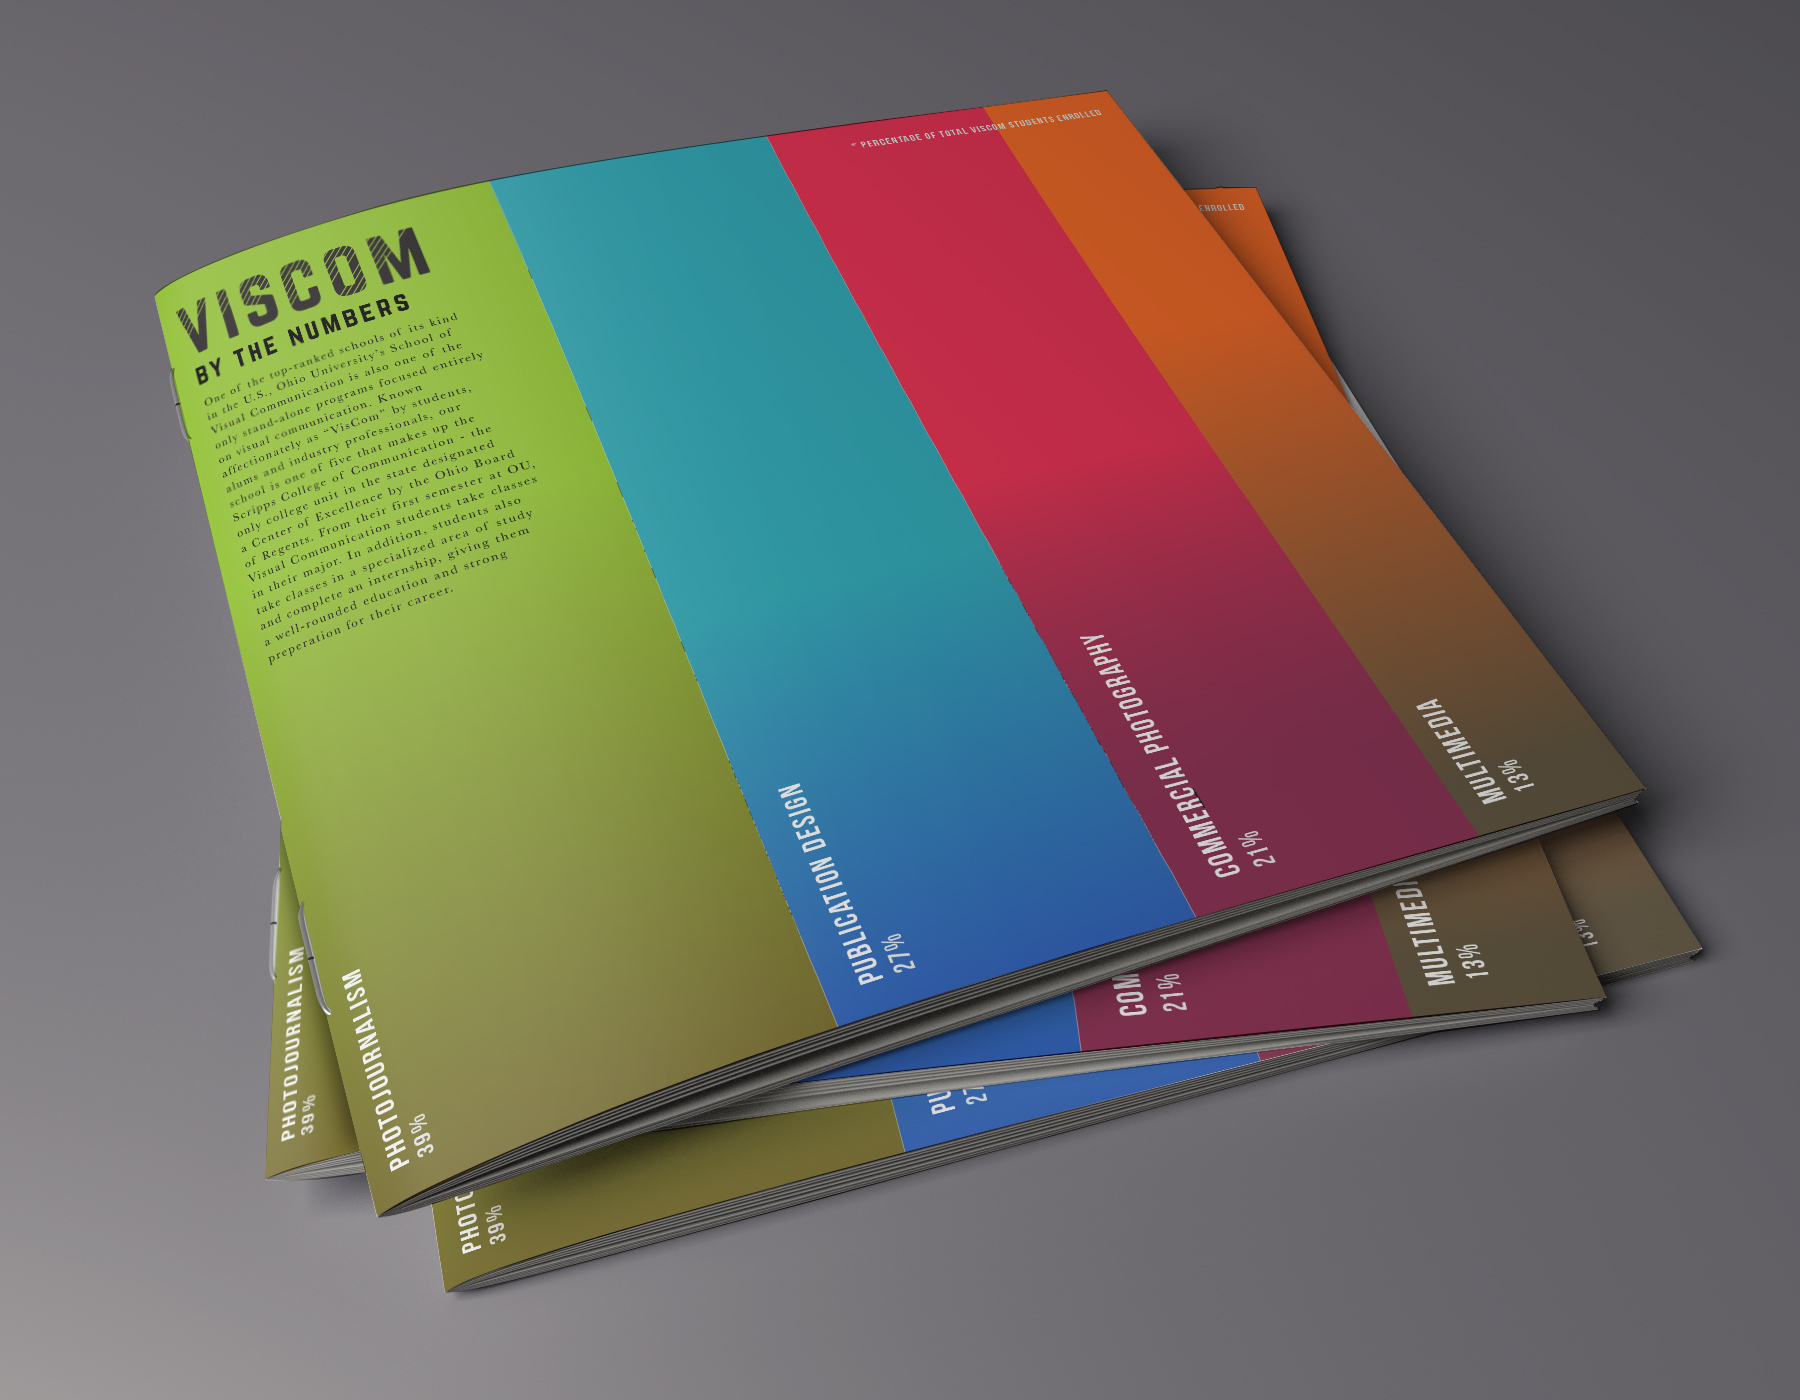 * PERCENTAGE OF TOTAL VISCOM STUDENTS ENROLLED
VISCOM
BY THE NUMBERS
One of the top-ranked schools of its kind
in the U.S., Ohio University's School of
Visual Communication is also one of the
only stand-alone programs focused entirely
on visual communication. Known
affectionately as "VisCom" by students,
alums and industry professionals, our
school is one of five that makes up the
Scripps College of Communication - the
only college unit in the state designated
a Center of Excellence by the Ohio Board
of Regents. From their first semester at OU,
Visual Communication students take classes
in their major. In addition, students also
take classes in a specialized area of study
and complete an internship, giving them
a well-rounded education and strong
preperation for their career.
PHOTOJOURNALISM
39%
PUBLICATION DESIGN
27%
COMMERCIAL PHOTOGRAPHY
21%
MULTIMEDIA
13%
ENROLLED
PHOTOJOURNALISM
39%
COM
21%
MULTIMEDIA
13%
PHOTO
39%
PU
27
13%